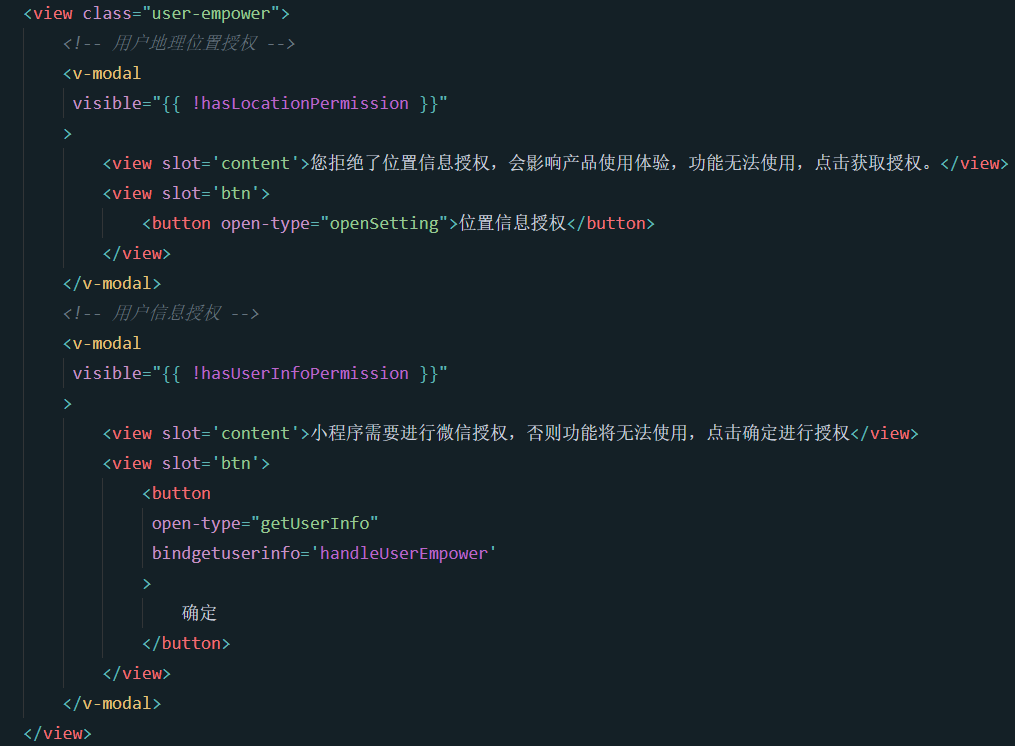 <view class="user-empower">
<!-- 用户地理位置授权 -->
<v-modal
visible="{{ !hasLocationPermission }}"
>
<view slot='content'>您拒绝了位置信息授权，会影响产品使用体验，功能无法使用，点击获取授权。</view>
<view slot='btn'>
<button open-type="openSetting">位置信息授权</button>
</view>
</v-modal>
<!-- 用户信息授权 -->
<v-modal
visible="{{ !hasUserInfoPermission }}"
>
<view slot='content'>小程序需要进行微信授权，否则功能将无法使用，点击确定进行授权</view>
<view slot='btn'>
<button
open-type="getUserInfo"
bindgetuserinfo='handleUserEmpower'
>
确定
</button>
</view>
</v-modal>
</view>